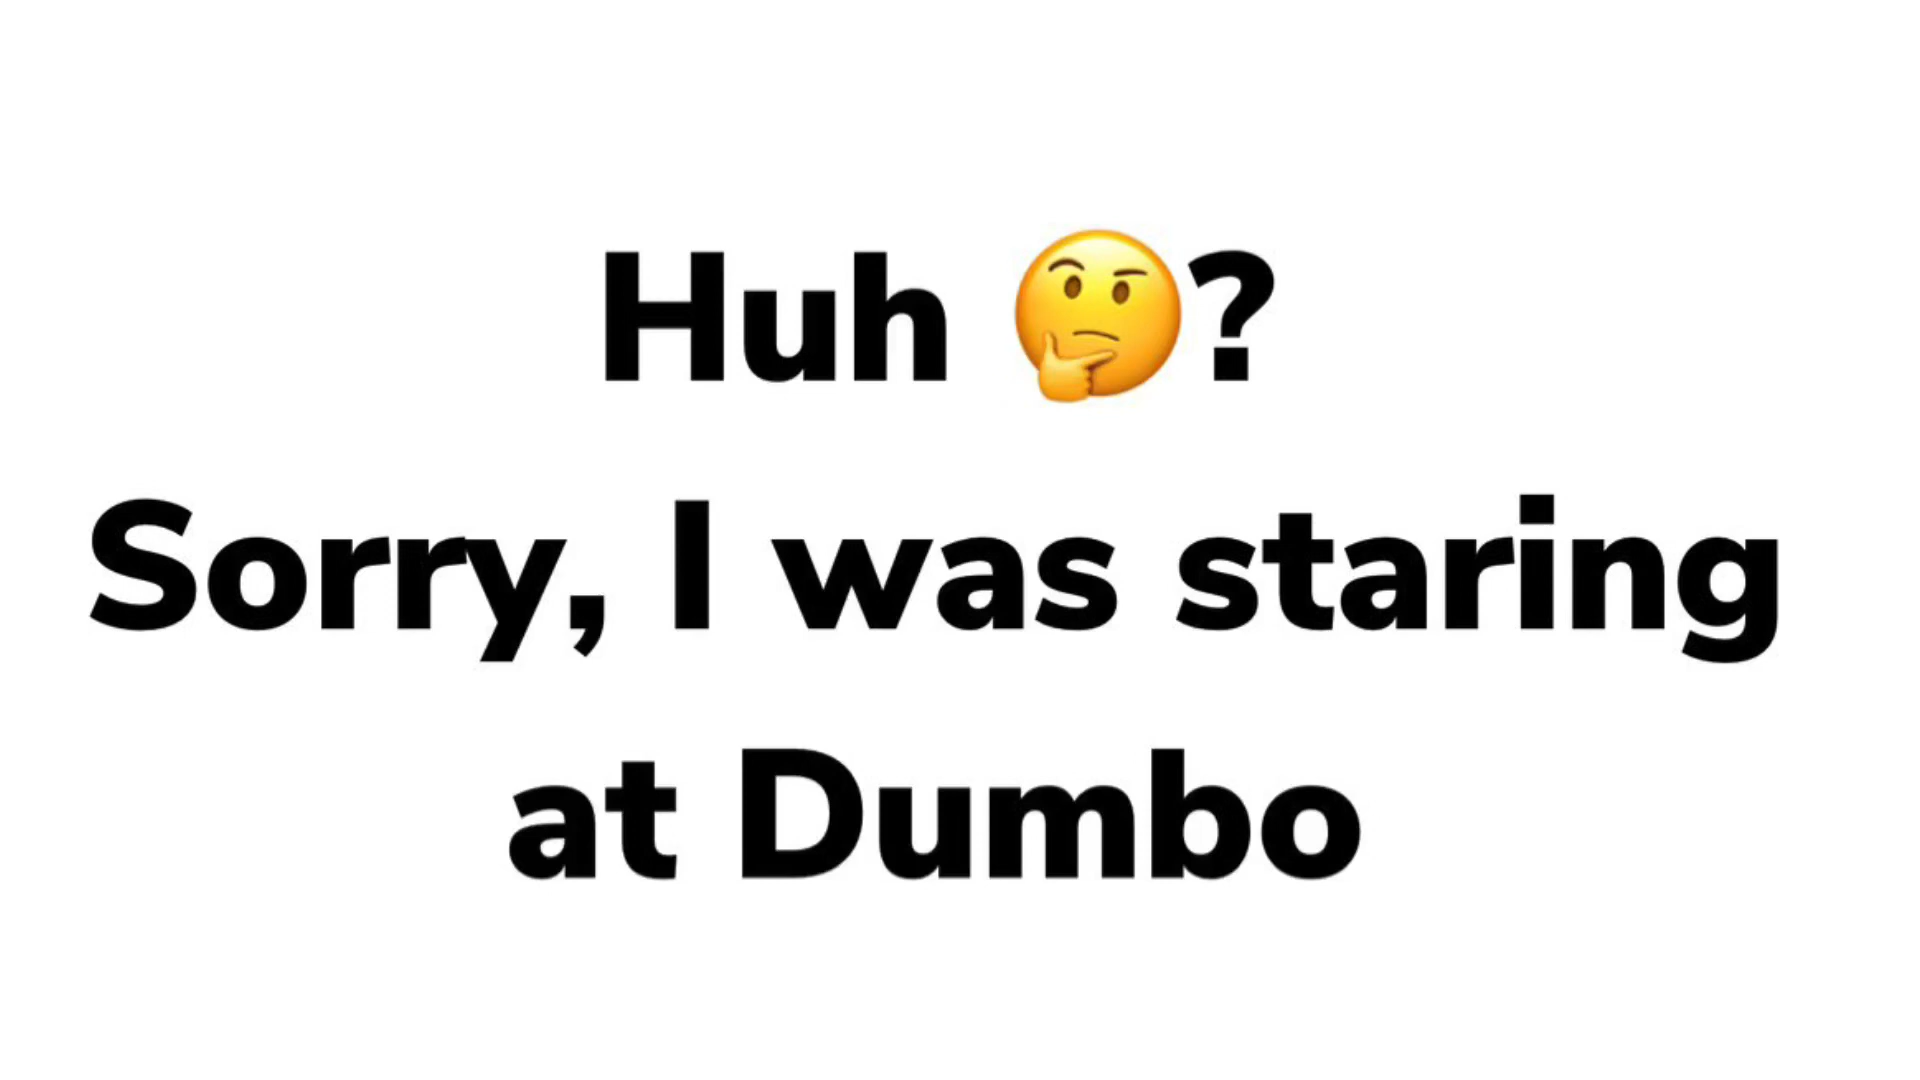 Huh 🤔?
Sorry, I was staring
at Dumbo